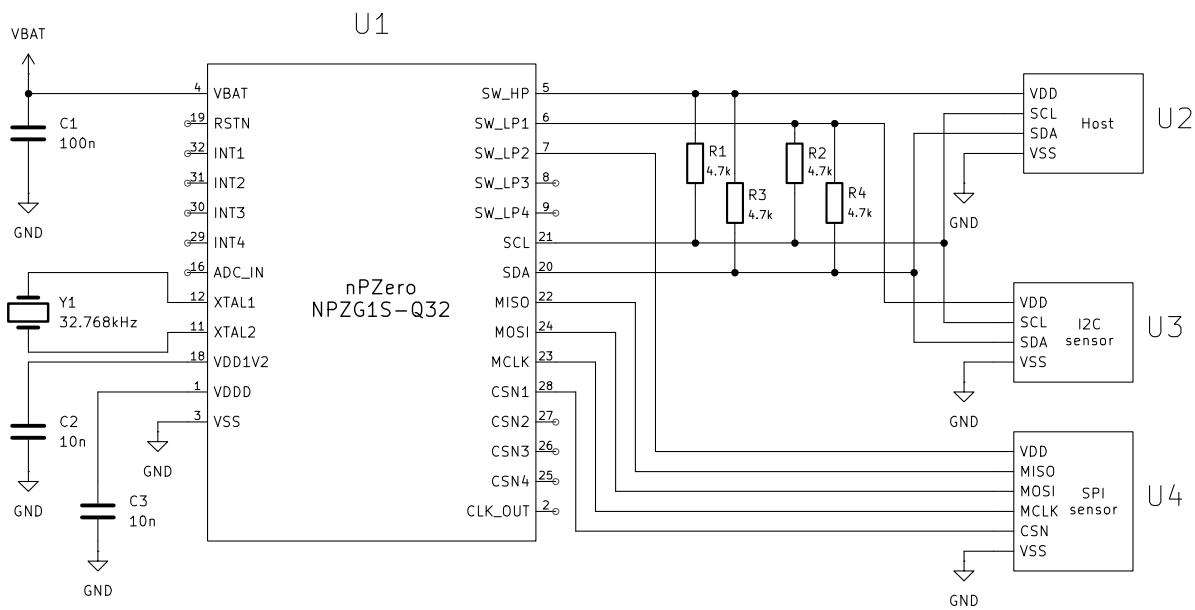 U1
VBAT
4 VBAT
19 RSTN
32 INT1
31 INT2
30 INT3
29 INT4
16 ADC_IN
12 XTAL1
11 XTAL2
18 VDD1V2
1 VDDD
3 VSS
nPZero
NPZG1S-Q32
SW_HP 5
SW_LP1 6
SW_LP2 7
SW_LP3 8
SW_LP4 9
SCL 21
SDA 20
MISO 22
MOSI 24
MCLK 23
CSN1 28
CSN2 27
CSN3 26
CSN4 25
CLK_OUT 2
C1
100n
GND
Y1
32.768kHz
C2
10n
GND
GND
C3
10n
GND
R1
4.7k
R2
4.7k
R3
4.7k
R4
4.7k
VDD
SCL
SDA
VSS
Host
U2
GND
VDD
SCL
SDA
VSS
I2C
sensor
U3
GND
VDD
MISO
MOSI
MCLK
CSN
VSS
SPI
sensor
U4
GND